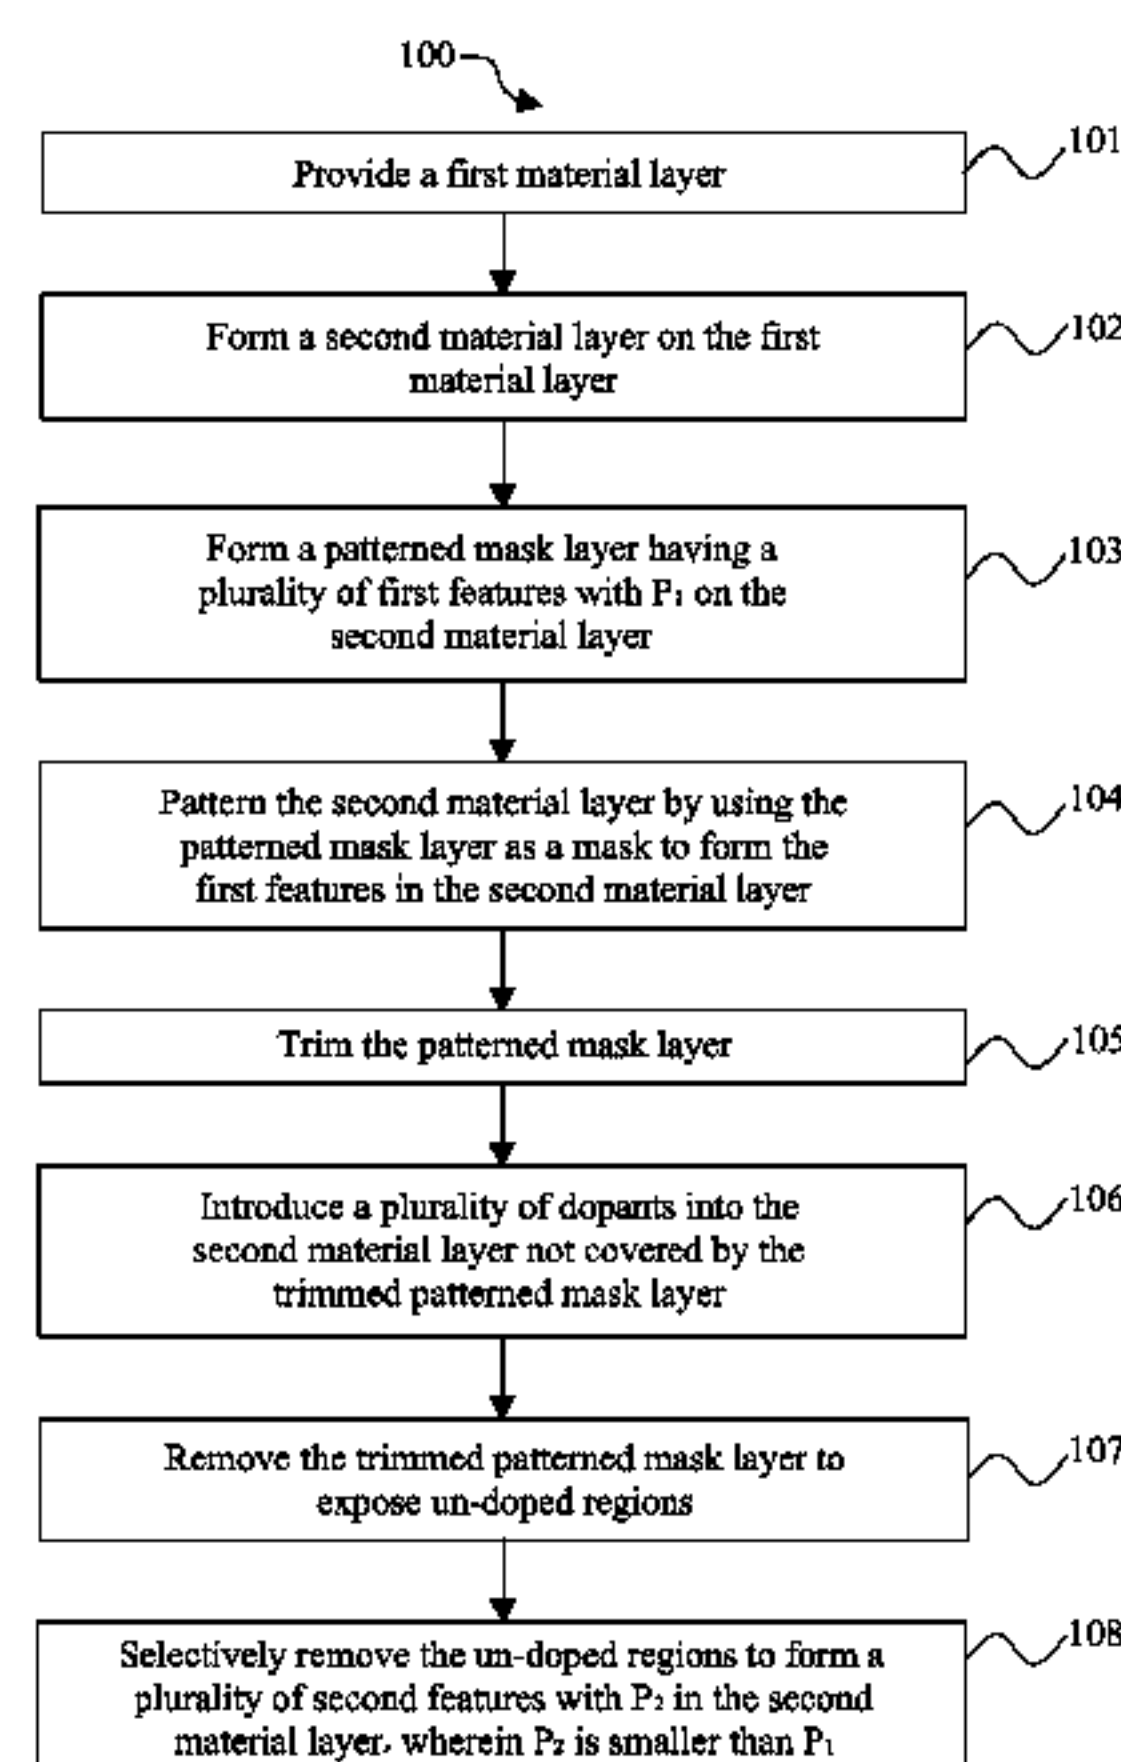 100
Provide a first material layer
101
Form a second material layer on the first
material layer
102
Form a patterned mask layer having a
plurality of first features with P₁ on the
second material layer
103
Pattern the second material layer by using the
patterned mask layer as a mask to form the
first features in the second material layer
104
Trim the patterned mask layer
105
Introduce a plurality of dopants into the
second material layer not covered by the
trimmed patterned mask layer
106
Remove the trimmed patterned mask layer to
expose un-doped regions
107
Selectively remove the un-doped regions to form a
plurality of second features with P₂ in the second
material layer, wherein P₂ is smaller than P₁
108